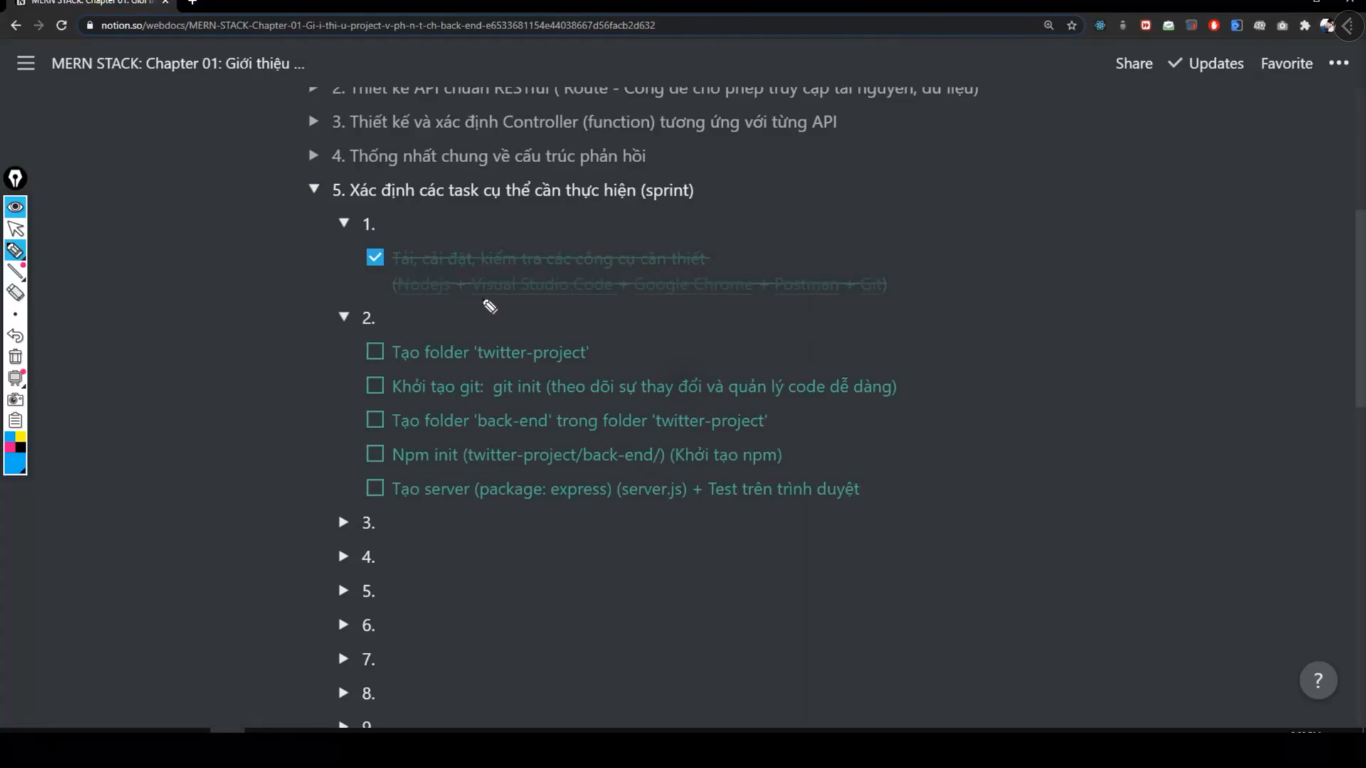 MERN STACK: Chapter 01: Giới
notion.so/webdocs/MERN-STACK-Chapter-01-Gi-i-thi-u-project-v-ph-n-t-ch-back-end-e6533681154e44038667d56facb2d632
MERN STACK: Chapter 01: Giới thiệu ...
Share
Updates
Favorite
2. Thiết kế API chuẩn RESTful ( Route - Cổng để cho phép truy cập tài nguyên, dữ liệu)
3. Thiết kế và xác định Controller (function) tương ứng với từng API
4. Thống nhất chung về cấu trúc phản hồi
5. Xác định các task cụ thể cần thực hiện (sprint)
1.
Tải, cài đặt, kiểm tra các công cụ cần thiết
(Nodejs + Visual Studio Code + Google Chrome + Postman + Git)
2.
Tạo folder 'twitter-project'
Khởi tạo git: git init (theo dõi sự thay đổi và quản lý code dễ dàng)
Tạo folder 'back-end' trong folder 'twitter-project'
Npm init (twitter-project/back-end/) (Khởi tạo npm)
Tạo server (package: express) (server.js) + Test trên trình duyệt
3.
4.
5.
6.
7.
8.
9.
?